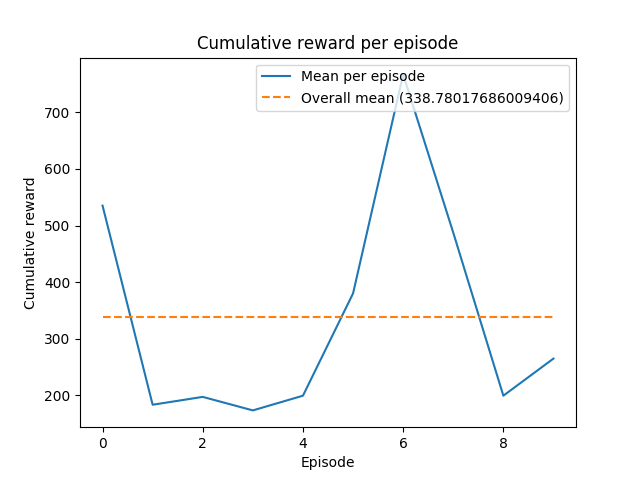 Cumulative reward per episode
Mean per episode
Overall mean (338.78017686009406)
700
600
500
400
300
200
Cumulative reward
0 2 4 6 8
Episode